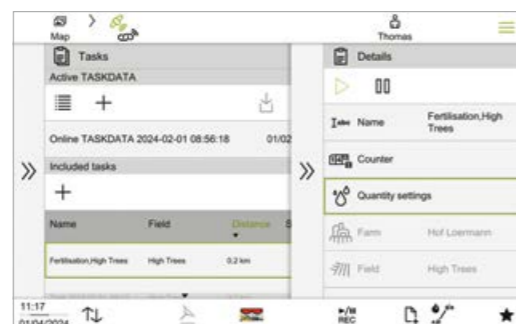 Map
Thomas
Tasks
Active TASKDATA
Online TASKDATA 2024-02-01 08:56:18 01/02
Included tasks
Name Field Distance S
Fertilisation,High Trees High Trees 0.2 km
Details
Name Fertilisation,High
Trees
Counter
Quantity settings
Farm Hof Loermann
Field High Trees
11:17
01/04/2024
REC